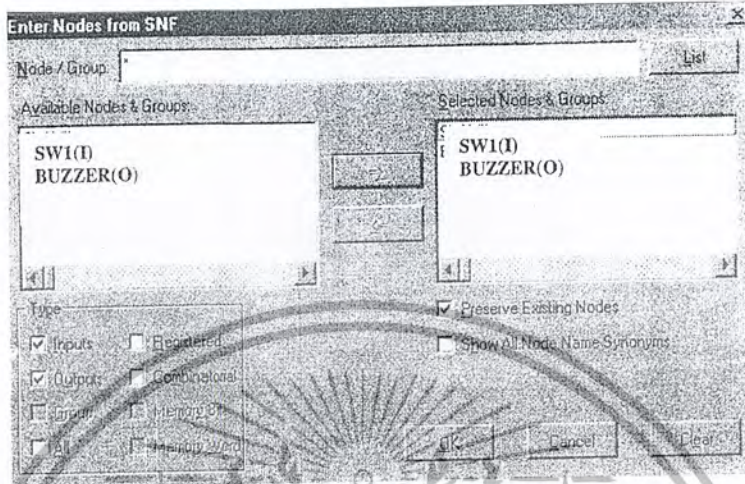 Enter Nodes from SNF
Node / Group: *
List
Available Nodes & Groups:
Selected Nodes & Groups:
SW1(I)
BUZZER(O)
SW1(I)
BUZZER(O)
Type
Inputs
Registered
Outputs
Combinatorial
Group
Memory Bit
All
Memory Word
Preserve Existing Nodes
Show All Node Name Synonyms
OK
Cancel
Clear